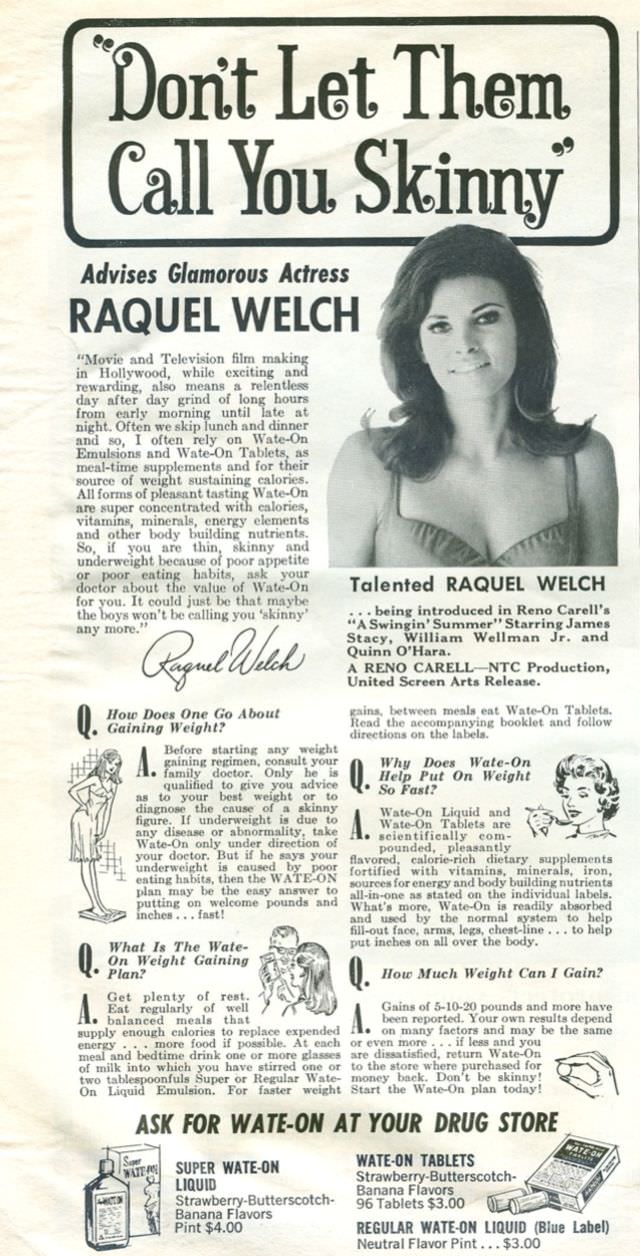 "Don't Let Them
Call You Skinny"
Advises Glamorous Actress
RAQUEL WELCH
"Movie and Television film making
in Hollywood, while exciting and
rewarding, also means a relentless
day after day grind of long hours
from early morning until late at
night. Often we skip lunch and dinner
and so, I often rely on Wate-On
Emulsions and Wate-On Tablets, as
meal-time supplements and for their
source of weight sustaining calories.
All forms of pleasant tasting Wate-On
are super concentrated with calories,
vitamins, minerals, energy elements
and other body building nutrients.
So, if you are thin, skinny and
underweight because of poor appetite
or poor eating habits, ask your
doctor about the value of Wate-On
for you. It could just be that maybe
the boys won't be calling you 'skinny'
any more."
Raquel Welch
Talented RAQUEL WELCH
. . . being introduced in Reno Carell's
"A Swingin' Summer" Starring James
Stacy, William Wellman Jr. and
Quinn O'Hara.
A RENO CARELL—NTC Production,
United Screen Arts Release.
Q. How Does One Go About
Gaining Weight?
A. Before starting any weight
gaining regimen, consult your
family doctor. Only he is
qualified to give you advice
as to your best weight or to
diagnose the cause of a skinny
figure. If underweight is due to
any disease or abnormality, take
Wate-On only under direction of
your doctor. But if he says your
underweight is caused by poor
eating habits, then the WATE-ON
plan may be the easy answer to
putting on welcome pounds and
inches . . . fast!
Q. What Is The Wate-
On Weight Gaining
Plan?
A. Get plenty of rest.
Eat regularly of well
balanced meals that
supply enough calories to replace expended
energy . . . more food if possible. At each
meal and bedtime drink one or more glasses
of milk into which you have stirred one or
two tablespoonfuls Super or Regular Wate-
On Liquid Emulsion. For faster weight
gains, between meals eat Wate-On Tablets.
Read the accompanying booklet and follow
directions on the labels.
Q. Why Does Wate-On
Help Put On Weight
So Fast?
A. Wate-On Liquid and
Wate-On Tablets are
scientifically com-
pounded, pleasantly
flavored, calorie-rich dietary supplements
fortified with vitamins, minerals, iron,
sources for energy and body building nutrients
all-in-one as stated on the individual labels.
What's more, Wate-On is readily absorbed
and used by the normal system to help
fill-out face, arms, legs, chest-line . . . to help
put inches on all over the body.
Q. How Much Weight Can I Gain?
A. Gains of 5-10-20 pounds and more have
been reported. Your own results depend
on many factors and may be the same
or even more . . . if less and you
are dissatisfied, return Wate-On
to the store where purchased for
money back. Don't be skinny!
Start the Wate-On plan today!
ASK FOR WATE-ON AT YOUR DRUG STORE
Super
WATE-ON
WATE-ON
SUPER WATE-ON
LIQUID
Strawberry-Butterscotch-
Banana Flavors
Pint $4.00
WATE-ON TABLETS
Strawberry-Butterscotch-
Banana Flavors
96 Tablets $3.00
WATE-ON
TABLETS
REGULAR WATE-ON LIQUID (Blue Label)
Neutral Flavor Pint . . . $3.00